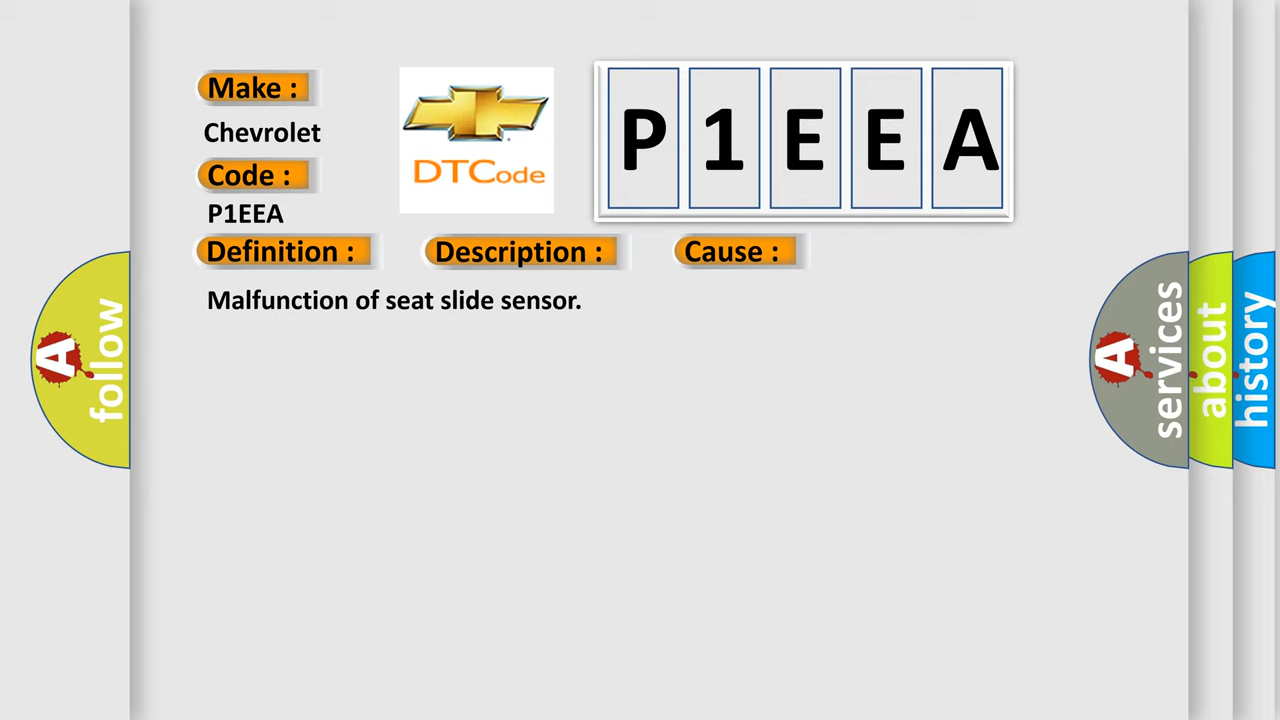 Make :
Chevrolet
Code :
P1EEA
DTCode
P 1 E E A
Definition :
Description :
Cause :
Malfunction of seat slide sensor.
A follow
A services
about
history